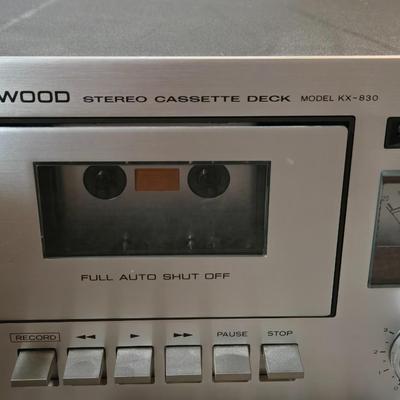 WOOD STEREO CASSETTE DECK MODEL KX-830
FULL AUTO SHUT OFF
RECORD ◀◀ ▶ ▶▶ PAUSE STOP